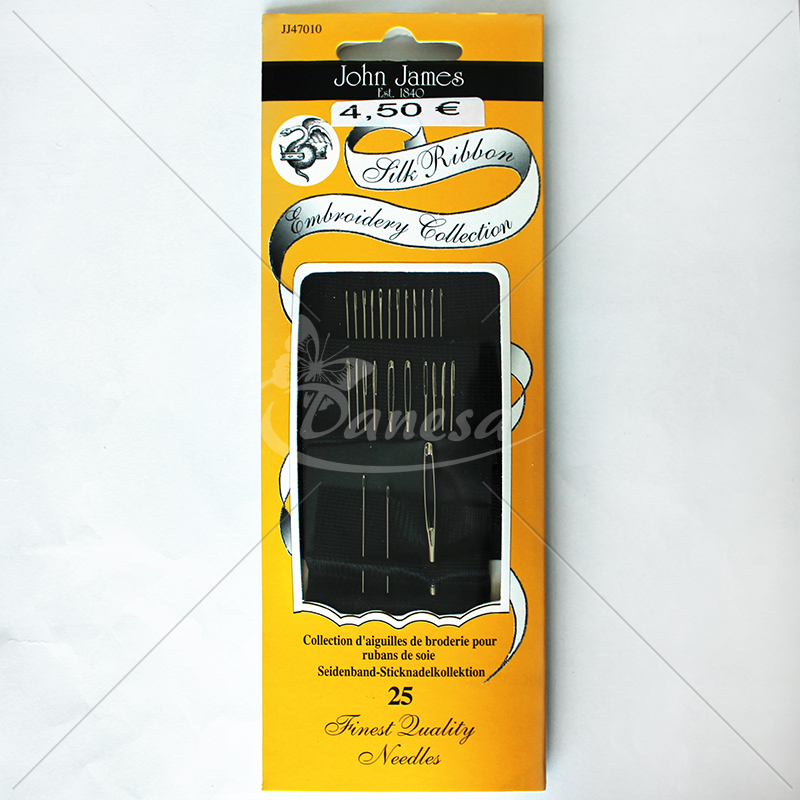 JJ47010
John James
Est. 1840
4,50 €
Silk Ribbon
Embroidery Collection
Danesa
Collection d'aiguilles de broderie pour
rubans de soie
Seidenband-Sticknadelkollektion
25
Finest Quality
Needles